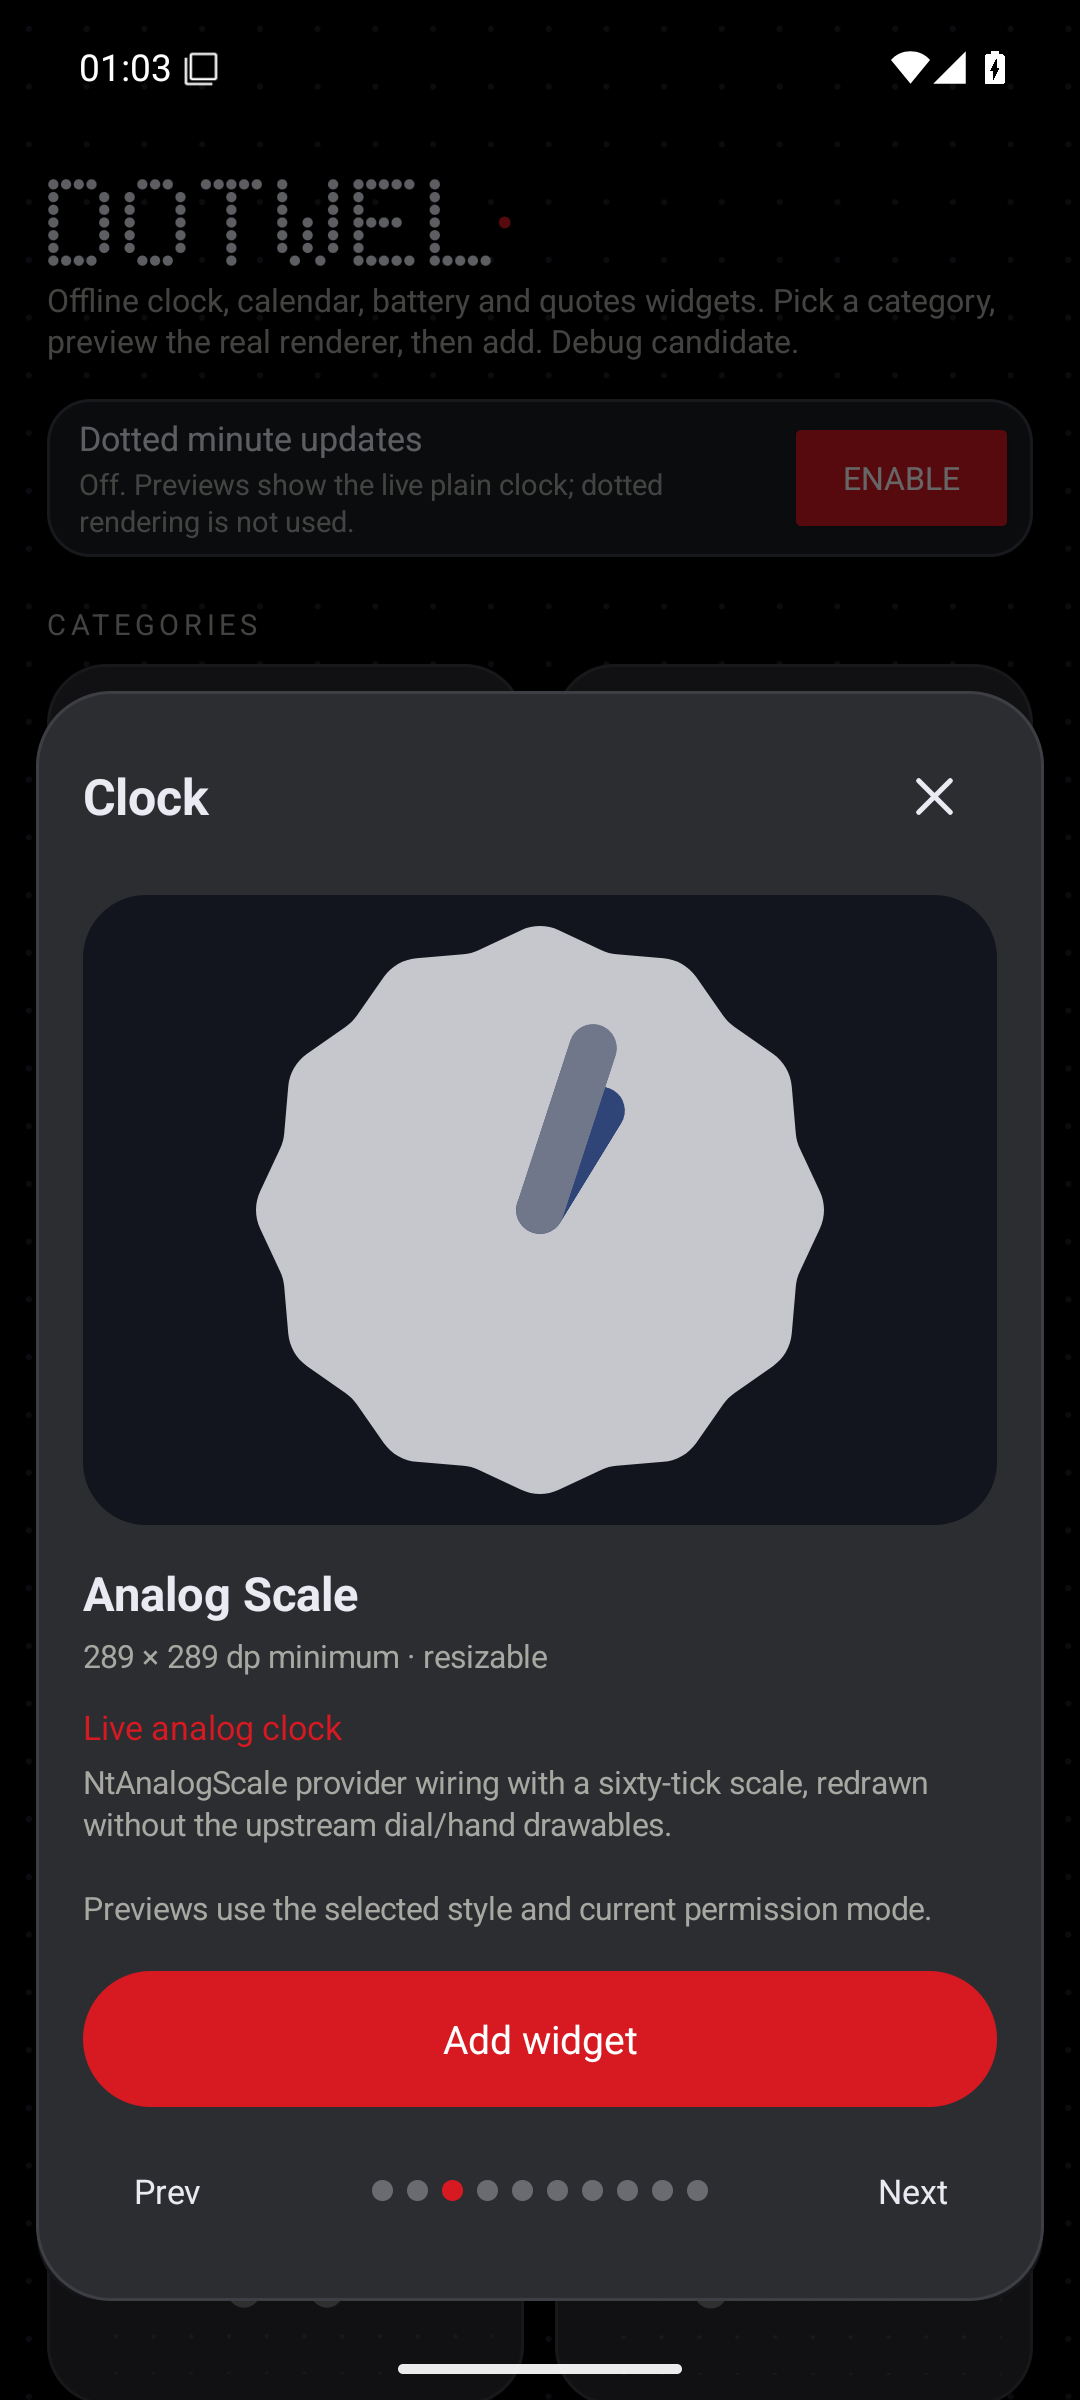 01:03
DOTWEL
Offline clock, calendar, battery and quotes widgets. Pick a category,
preview the real renderer, then add. Debug candidate.
Dotted minute updates
Off. Previews show the live plain clock; dotted
rendering is not used.
ENABLE
CATEGORIES
Clock
Analog Scale
289 × 289 dp minimum · resizable
Live analog clock
NtAnalogScale provider wiring with a sixty-tick scale, redrawn
without the upstream dial/hand drawables.
Previews use the selected style and current permission mode.
Add widget
Prev
Next